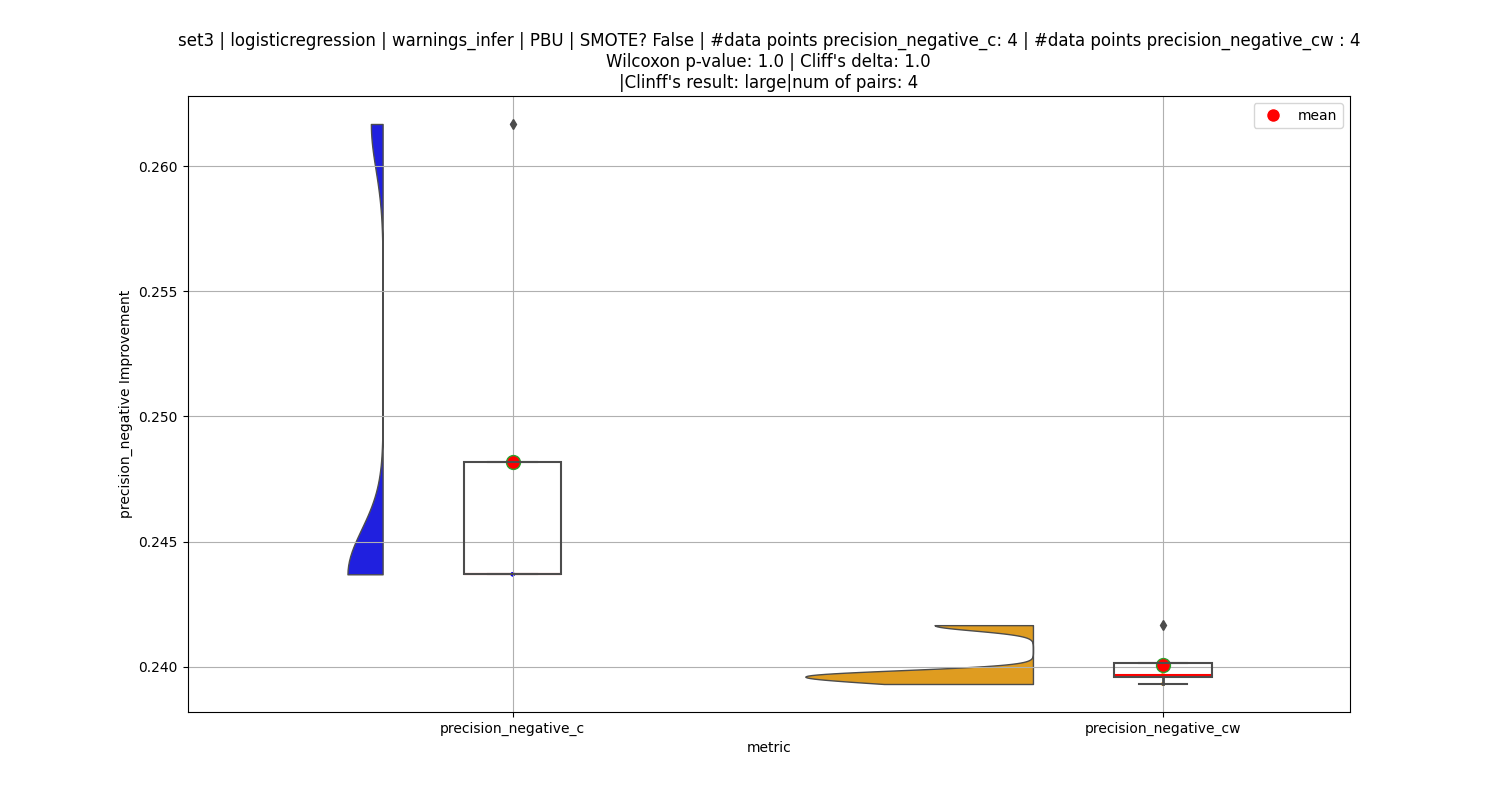 set3 | logisticregression | warnings_infer | PBU | SMOTE? False | #data points precision_negative_c: 4 | #data points precision_negative_cw : 4
Wilcoxon p-value: 1.0 | Cliff's delta: 1.0
|Clinff's result: large|num of pairs: 4
mean
0.260
0.255
0.250
0.245
0.240
precision_negative Improvement
precision_negative_c
precision_negative_cw
metric